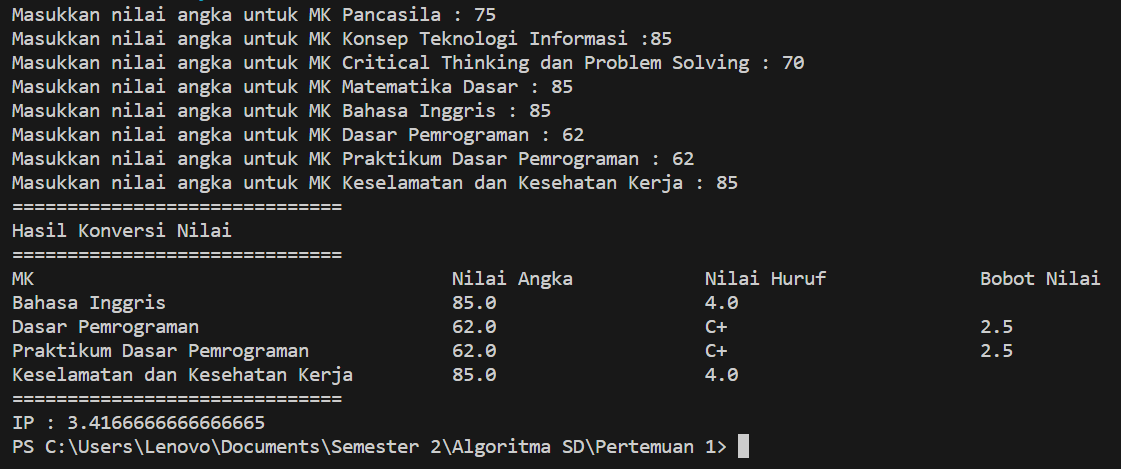 Masukkan nilai angka untuk MK Pancasila : 75
Masukkan nilai angka untuk MK Konsep Teknologi Informasi :85
Masukkan nilai angka untuk MK Critical Thinking dan Problem Solving : 70
Masukkan nilai angka untuk MK Matematika Dasar : 85
Masukkan nilai angka untuk MK Bahasa Inggris : 85
Masukkan nilai angka untuk MK Dasar Pemrograman : 62
Masukkan nilai angka untuk MK Praktikum Dasar Pemrograman : 62
Masukkan nilai angka untuk MK Keselamatan dan Kesehatan Kerja : 85
==============================
Hasil Konversi Nilai
==============================
MK Nilai Angka Nilai Huruf Bobot Nilai
Bahasa Inggris 85.0 4.0
Dasar Pemrograman 62.0 C+ 2.5
Praktikum Dasar Pemrograman 62.0 C+ 2.5
Keselamatan dan Kesehatan Kerja 85.0 4.0
==============================
IP : 3.4166666666666665
PS C:\Users\Lenovo\Documents\Semester 2\Algoritma SD\Pertemuan 1>